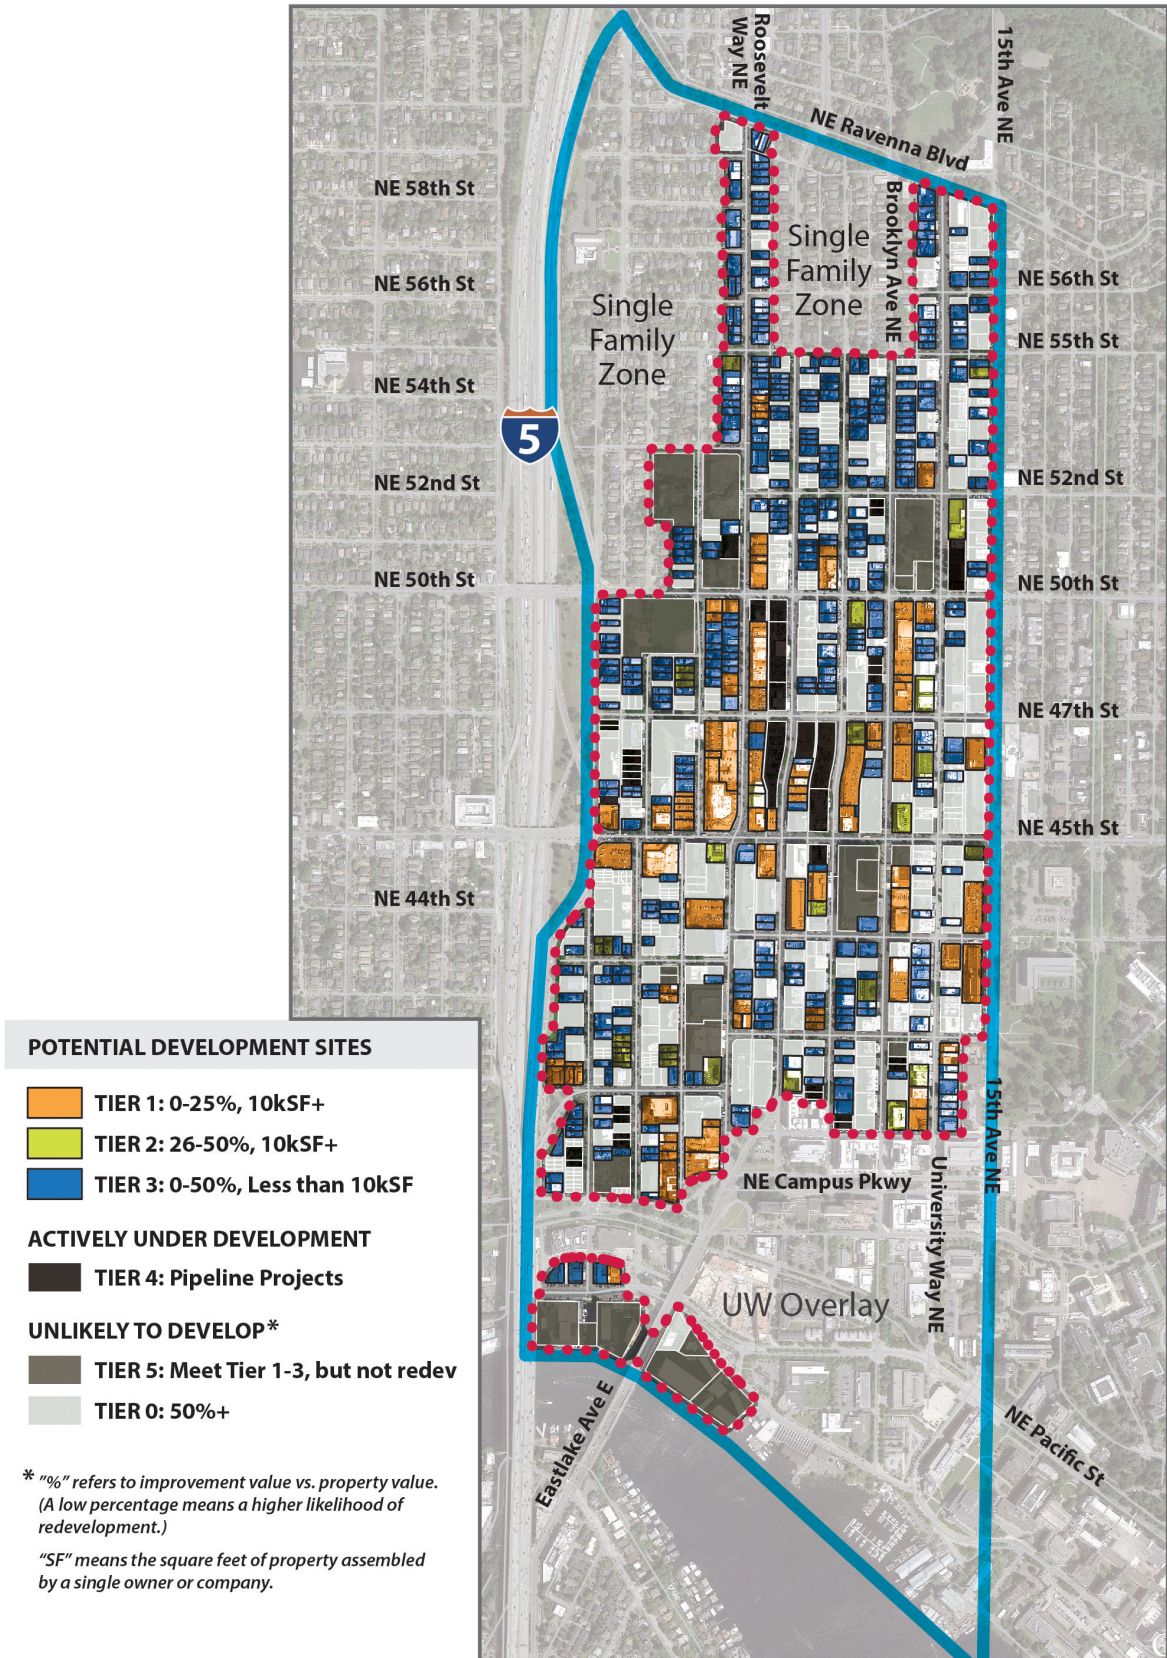 Roosevelt
Way NE
15th Ave NE
NE Ravenna Blvd
NE 58th St
Brooklyn Ave NE
Single
Family
Zone
NE 56th St
NE 56th St
Single
Family
Zone
NE 55th St
NE 54th St
5
NE 52nd St
NE 52nd St
NE 50th St
NE 50th St
NE 47th St
NE 45th St
NE 44th St
POTENTIAL DEVELOPMENT SITES
TIER 1: 0-25%, 10kSF+
TIER 2: 26-50%, 10kSF+
TIER 3: 0-50%, Less than 10kSF
ACTIVELY UNDER DEVELOPMENT
TIER 4: Pipeline Projects
UNLIKELY TO DEVELOP*
TIER 5: Meet Tier 1-3, but not redev
TIER 0: 50%+
* "%" refers to improvement value vs. property value.
(A low percentage means a higher likelihood of
redevelopment.)
"SF" means the square feet of property assembled
by a single owner or company.
15th Ave NE
NE Campus Pkwy
University Way NE
UW Overlay
Eastlake Ave E
NE Pacific St